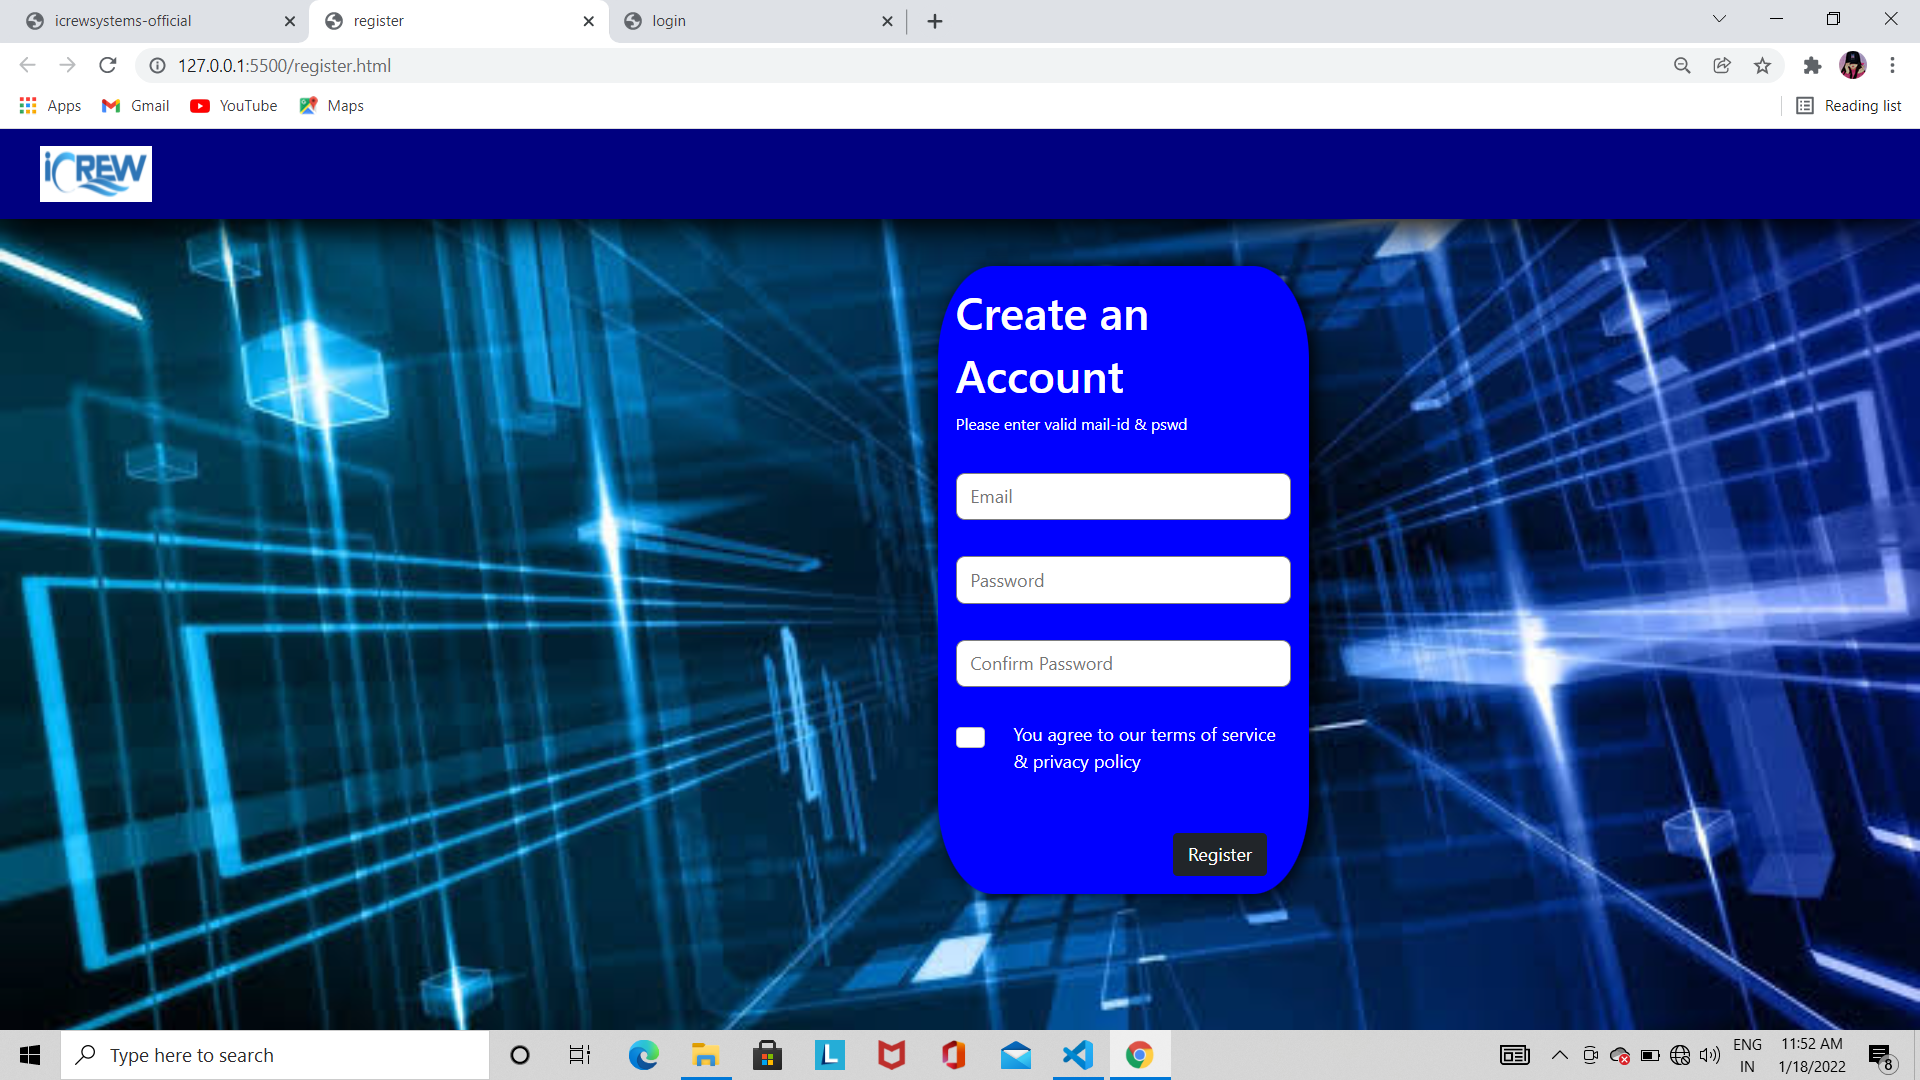 icrewsystems-official
register
login
127.0.0.1:5500/register.html
Apps
Gmail
YouTube
Maps
Reading list
iCREW
Create an
Account
Please enter valid mail-id & pswd
Email
Password
Confirm Password
You agree to our terms of service
& privacy policy
Register
Type here to search
L
ENG
IN
11:52 AM
1/18/2022
8